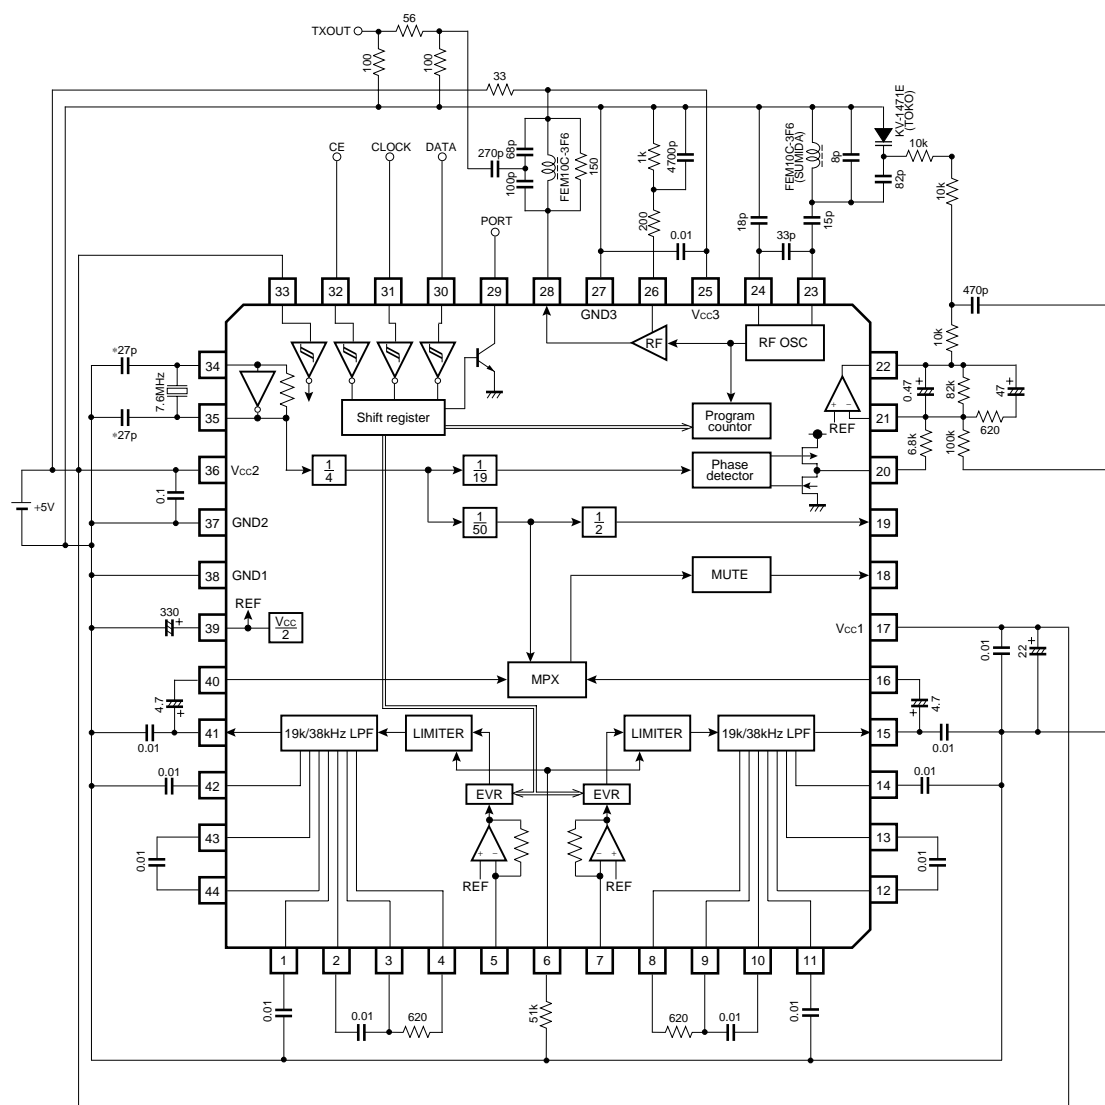 TXOUT
56
100
100
33
CE
CLOCK
DATA
270p
68p
100p
FEM10C-3F6
150
PORT
1k
4700p
200
0.01
18p
33p
15p
FEM10C-3F6
(SUMIDA)
8p
82p
KV-1471E
(TOKO)
10k
10k
470p
10k
33
32
31
30
29
28
27
26
25
24
23
GND3
Vcc3
RF
RF OSC
*27p
7.6MHz
*27p
34
35
22
21
REF
0.47
82k
47
620
6.8k
100k
Shift register
Program
countor
+5V
0.1
36
Vcc2
1
4
1
19
Phase
detector
20
37
GND2
1
50
1
2
19
38
GND1
MUTE
18
330
39
REF
Vcc
2
Vcc1
17
0.01
22
40
MPX
16
4.7
4.7
0.01
41
19k/38kHz LPF
LIMITER
LIMITER
19k/38kHz LPF
15
0.01
0.01
42
EVR
EVR
14
0.01
0.01
43
+ −
− +
13
0.01
44
REF
REF
12
1
2
3
4
5
6
7
8
9
10
11
0.01
0.01
620
51k
620
0.01
0.01